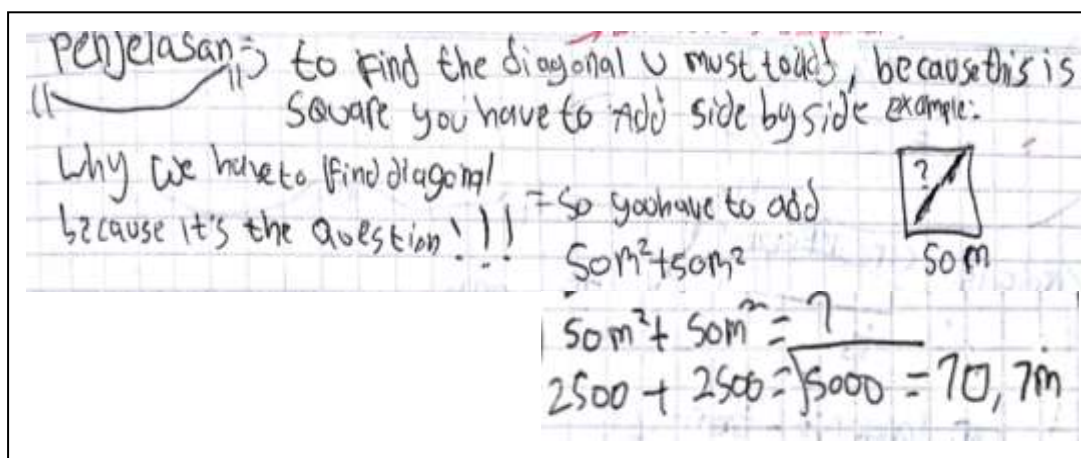 Penjelasan => to find the diagonal u must to add, because this is
square you have to Add side by side example:
Why we have to find diagonal
because it's the question!!!
= so you have to add
50m²+50m²
?
50 m
50m²+ 50m² = ?
2500 + 2500 = √5000 = 70,7m